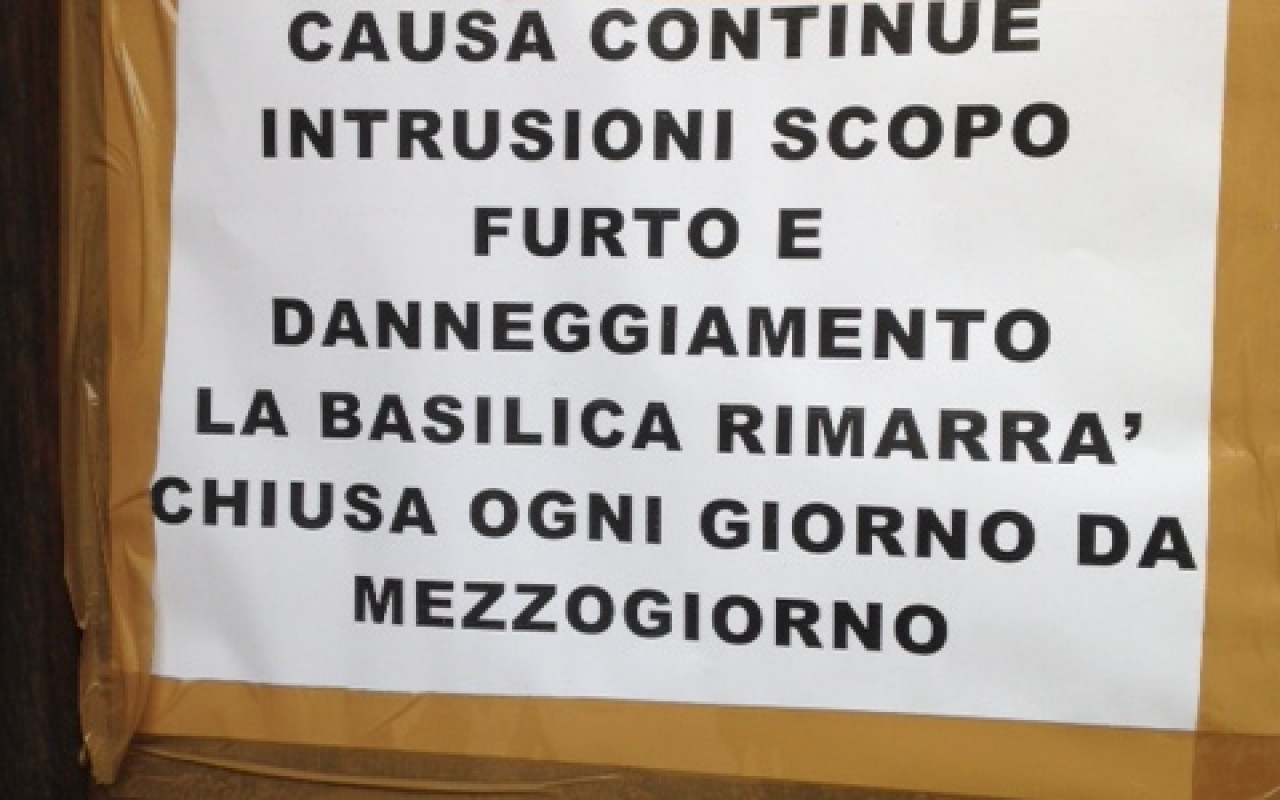 CAUSA CONTINUE
INTRUSIONI SCOPO
FURTO E
DANNEGGIAMENTO
LA BASILICA RIMARRA'
CHIUSA OGNI GIORNO DA
MEZZOGIORNO